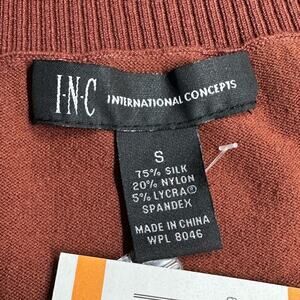 I·N·C INTERNATIONAL CONCEPTS
S
75% SILK
20% NYLON
5% LYCRA®
SPANDEX
MADE IN CHINA
WPL 8046